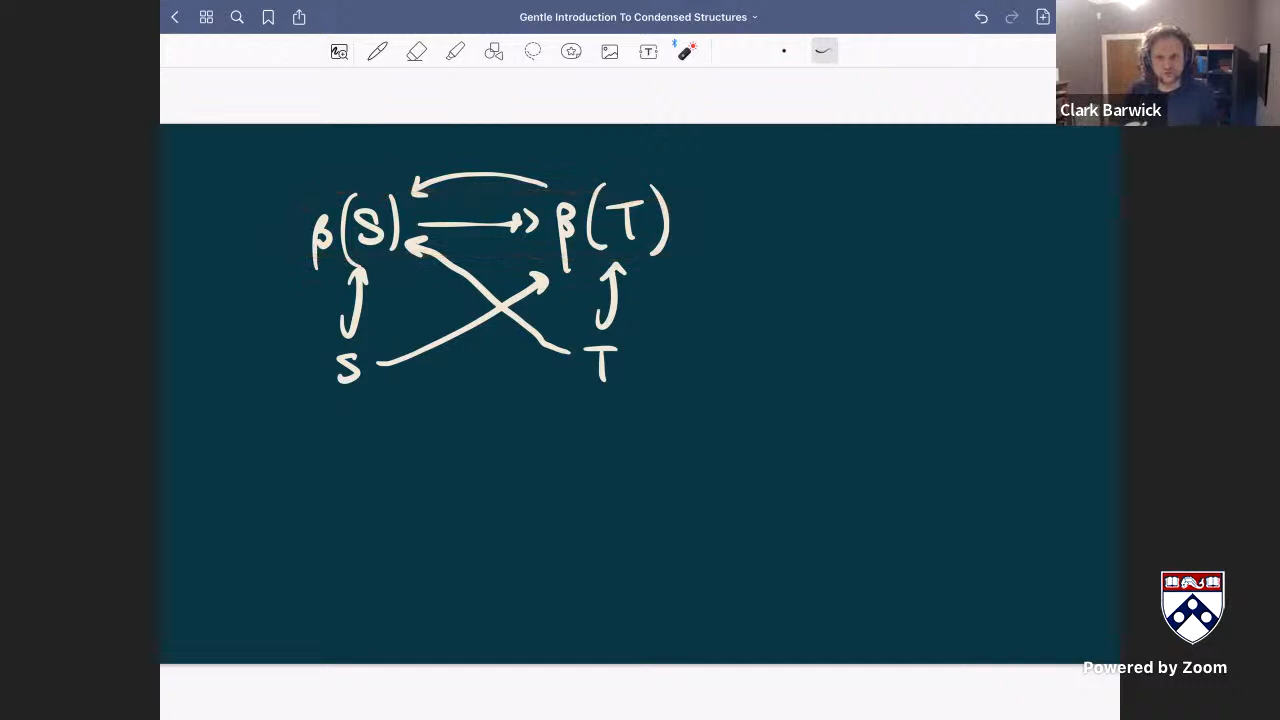 Gentle Introduction To Condensed Structures
T
Clark Barwick
β(S) β(T)
S T
Powered by Zoom